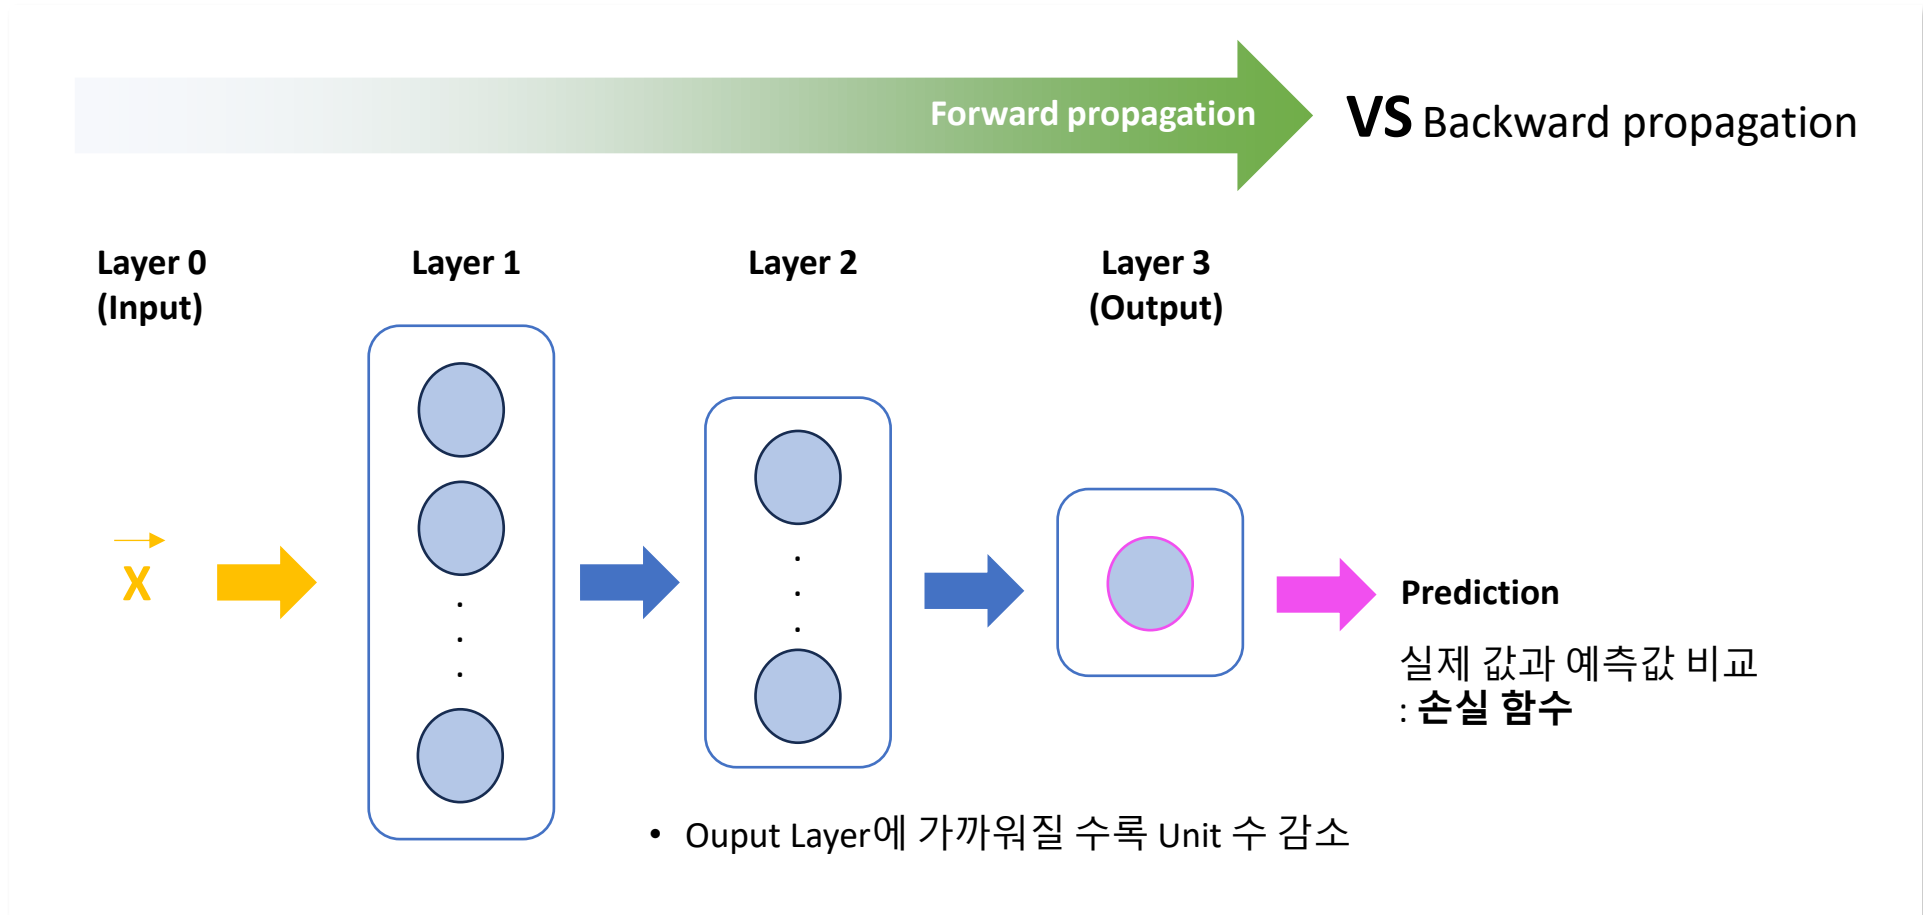 Forward propagation
VS Backward propagation
Layer 0
(Input)
Layer 1
Layer 2
Layer 3
(Output)
X
Prediction
실제 값과 예측값 비교
: 손실 함수
• Ouput Layer에 가까워질 수록 Unit 수 감소